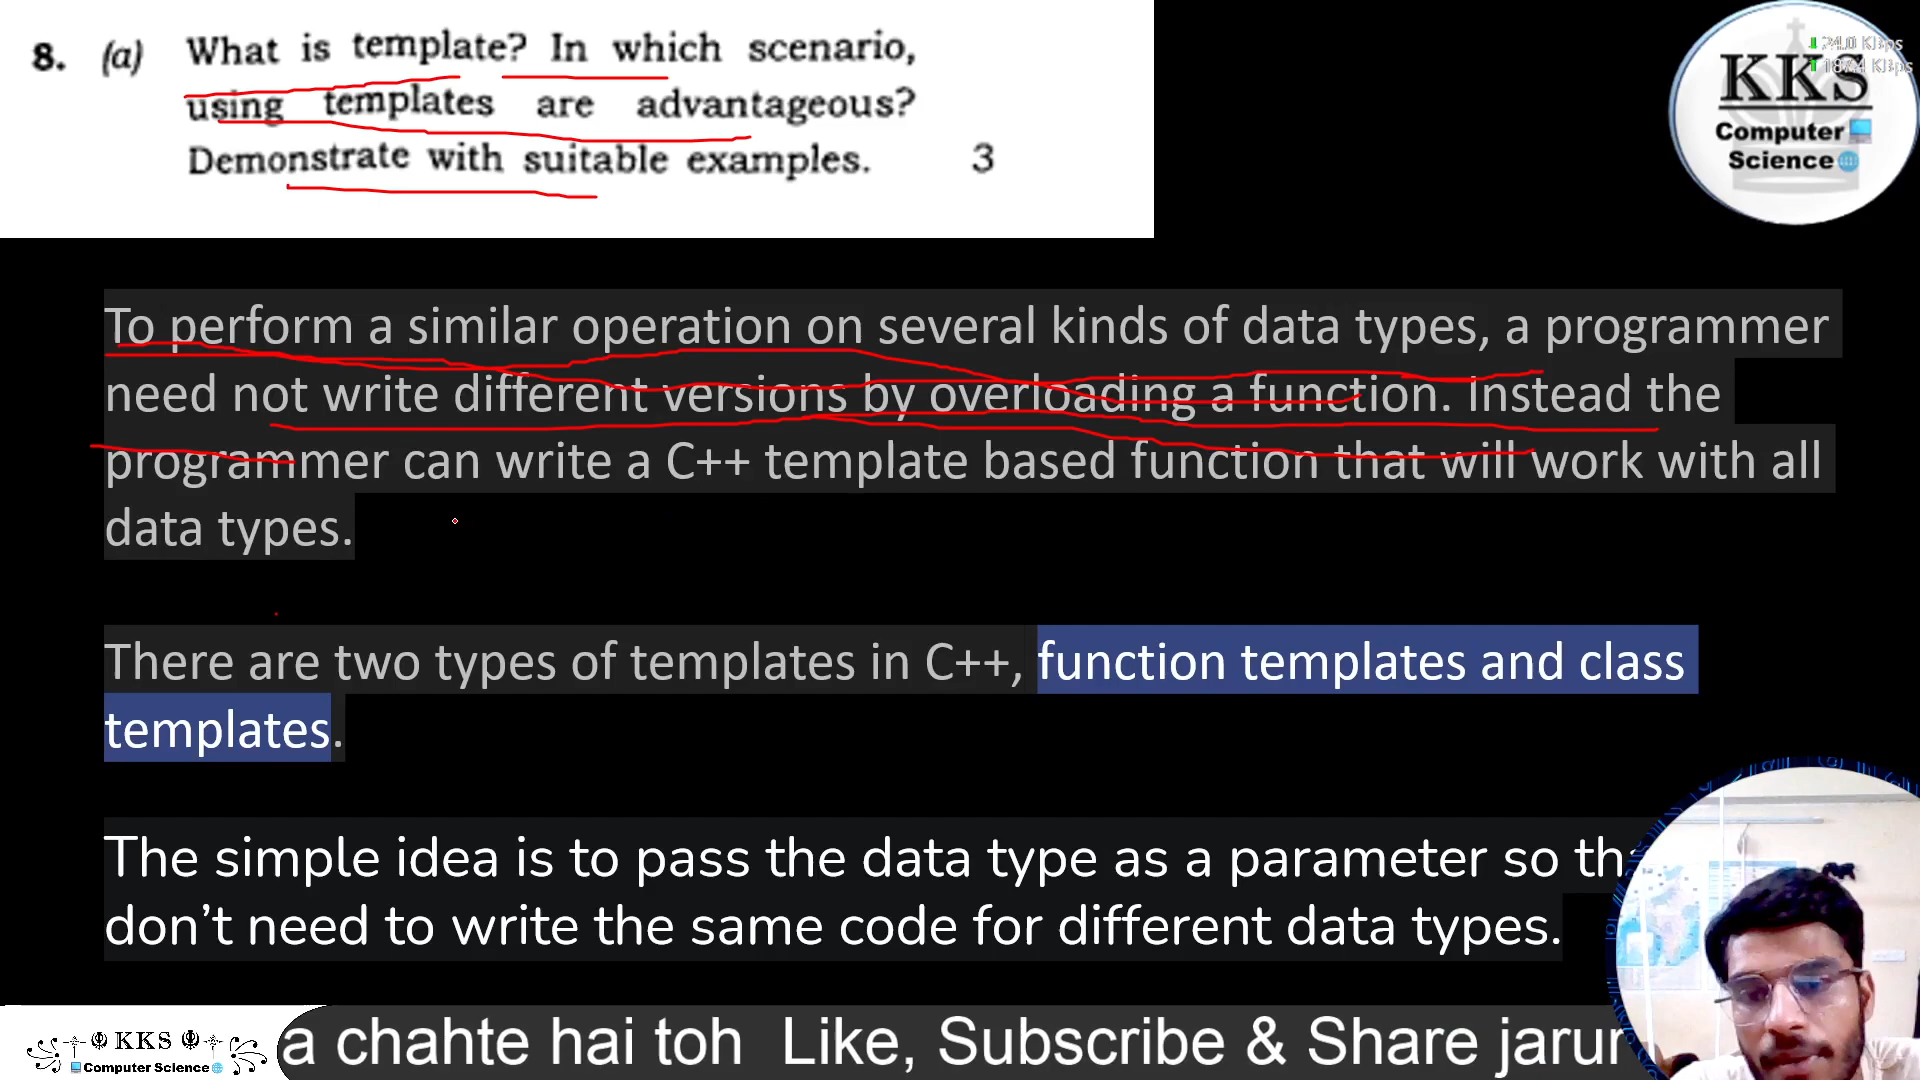 8. (a) What is template? In which scenario,
using templates are advantageous?
Demonstrate with suitable examples. 3
KKS
Computer
Science
To perform a similar operation on several kinds of data types, a programmer
need not write different versions by overloading a function. Instead the
programmer can write a C++ template based function that will work with all
data types.
There are two types of templates in C++, function templates and class
templates.
The simple idea is to pass the data type as a parameter so
don’t need to write the same code for different data types.
KKS
Computer Science
a chahte hai toh Like, Subscribe & Share